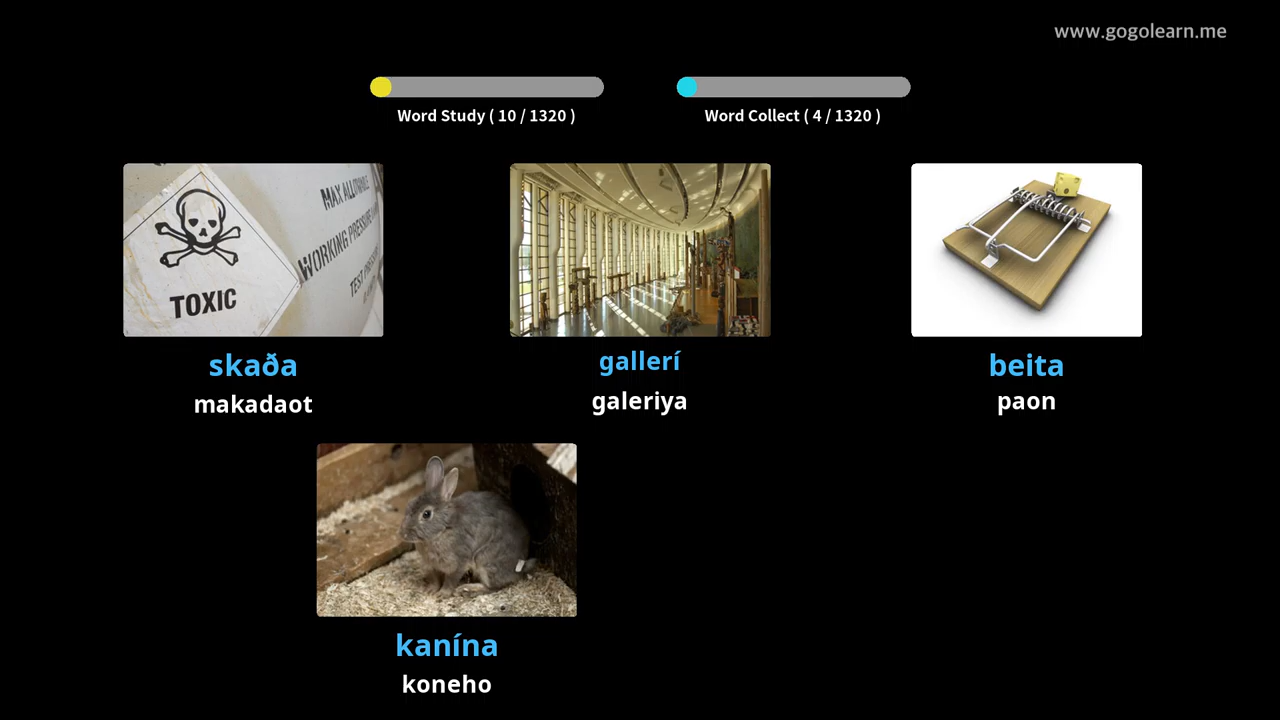 www.gogolearn.me
Word Study ( 10 / 1320 )
Word Collect ( 4 / 1320 )
MAX ALLOWABLE
WORKING PRESSURE
TEST
TOXIC
skaða
makadaot
gallerí
galeriya
beita
paon
kanína
koneho